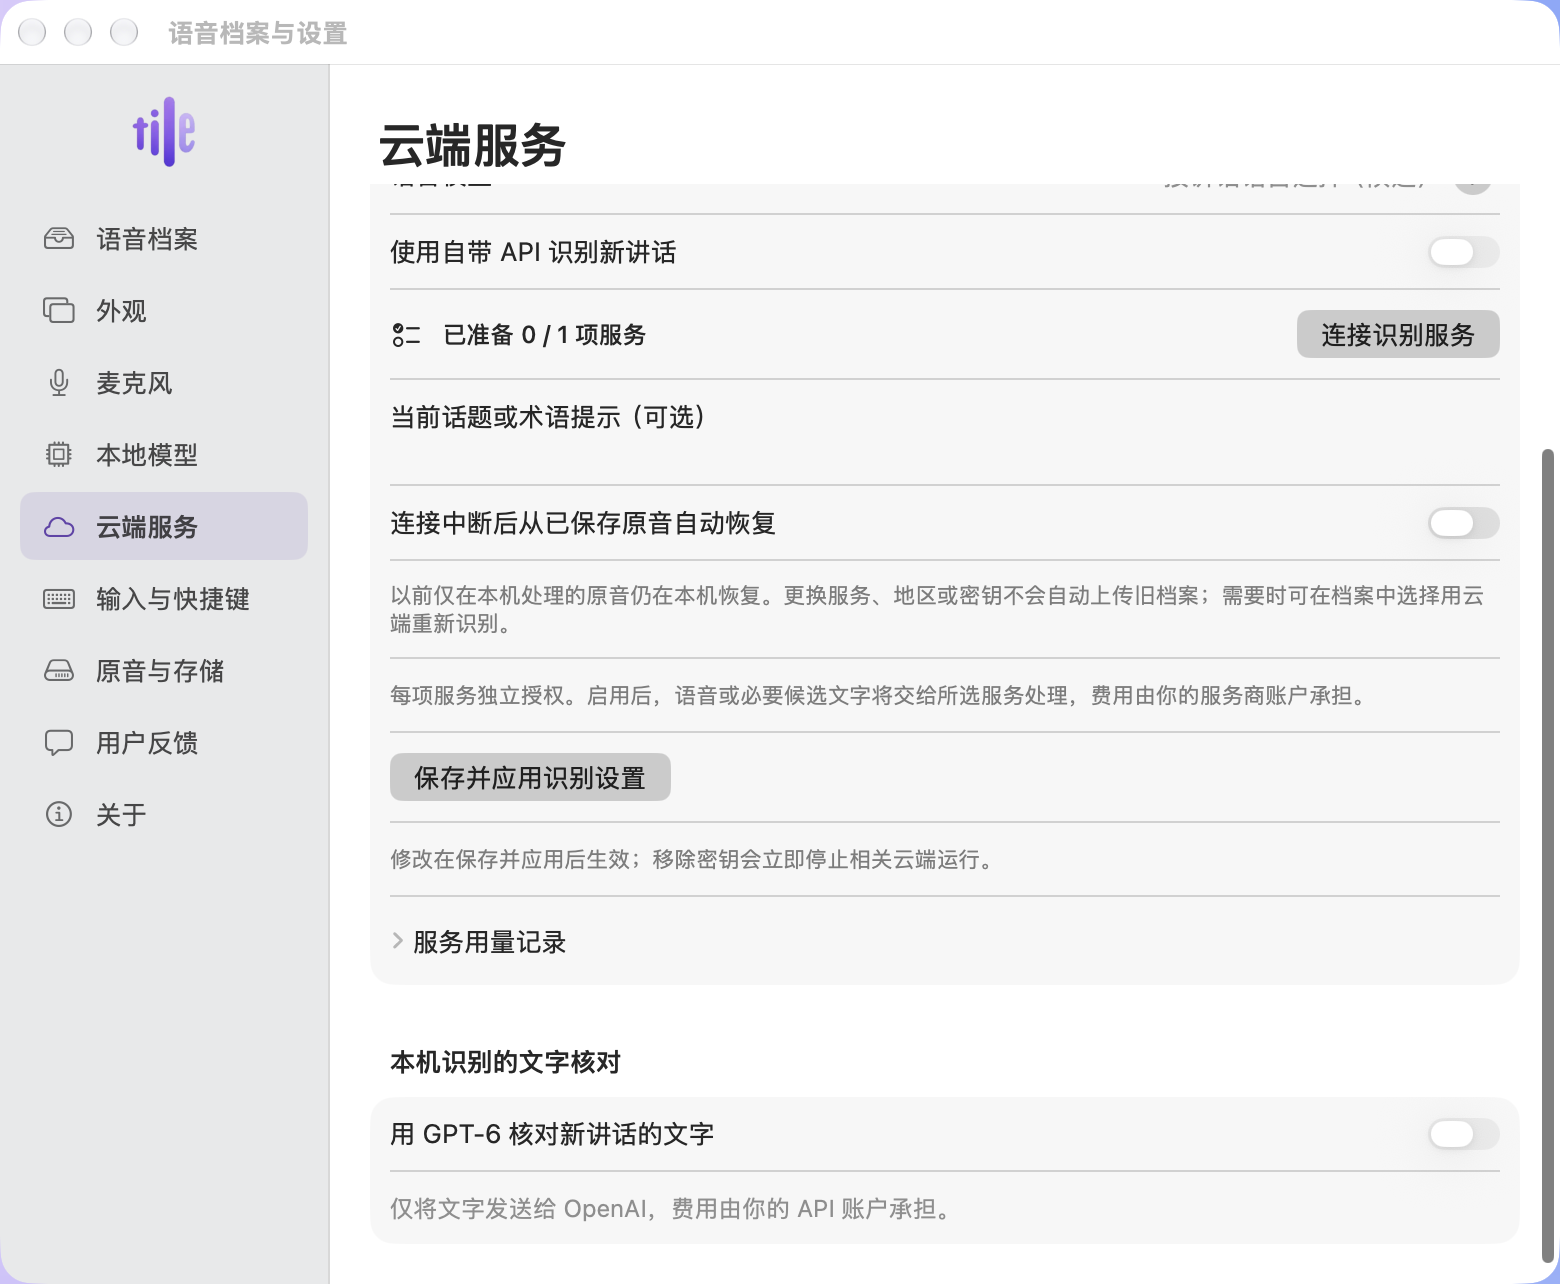 语音档案与设置
tile
语音档案
外观
麦克风
本地模型
云端服务
输入与快捷键
原音与存储
用户反馈
关于
云端服务
使用自带 API 识别新讲话
已准备 0 / 1 项服务
连接识别服务
当前话题或术语提示（可选）
连接中断后从已保存原音自动恢复
以前仅在本机处理的原音仍在本机恢复。更换服务、地区或密钥不会自动上传旧档案；需要时可在档案中选择用云
端重新识别。
每项服务独立授权。启用后，语音或必要候选文字将交给所选服务处理，费用由你的服务商账户承担。
保存并应用识别设置
修改在保存并应用后生效；移除密钥会立即停止相关云端运行。
服务用量记录
本机识别的文字核对
用 GPT-6 核对新讲话的文字
仅将文字发送给 OpenAI，费用由你的 API 账户承担。